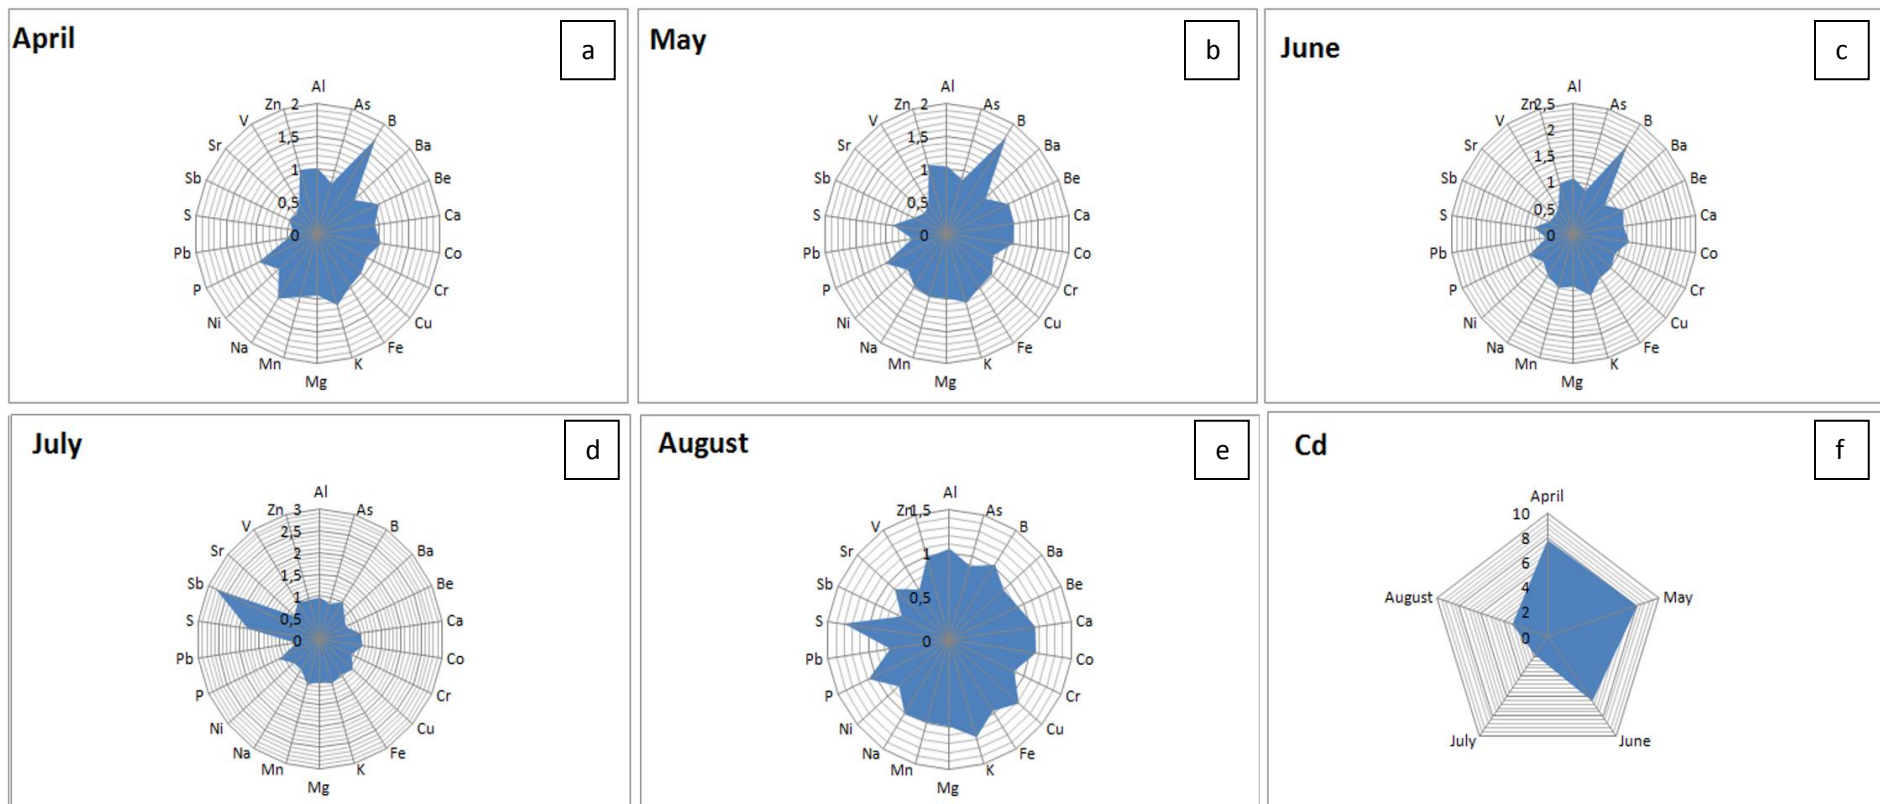 April
a
Al
As
B
Ba
Be
Ca
Co
Cr
Cu
Fe
K
Mg
Mn
Na
Ni
P
Pb
S
Sb
Sr
V
Zn
2
1,5
1
0,5
0
May
b
Al
As
B
Ba
Be
Ca
Co
Cr
Cu
Fe
K
Mg
Mn
Na
Ni
P
Pb
S
Sb
Sr
V
Zn
2
1,5
1
0,5
0
June
c
Al
As
B
Ba
Be
Ca
Co
Cr
Cu
Fe
K
Mg
Mn
Na
Ni
P
Pb
S
Sb
Sr
V
Zn
2,5
2
1,5
1
0,5
0
July
d
Al
As
B
Ba
Be
Ca
Co
Cr
Cu
Fe
K
Mg
Mn
Na
Ni
P
Pb
S
Sb
Sr
V
Zn
3
2,5
2
1,5
1
0,5
0
August
e
Al
As
B
Ba
Be
Ca
Co
Cr
Cu
Fe
K
Mg
Mn
Na
Ni
P
Pb
S
Sb
Sr
V
Zn
1,5
1
0,5
0
Cd
f
April
May
June
July
August
10
8
6
4
2
0